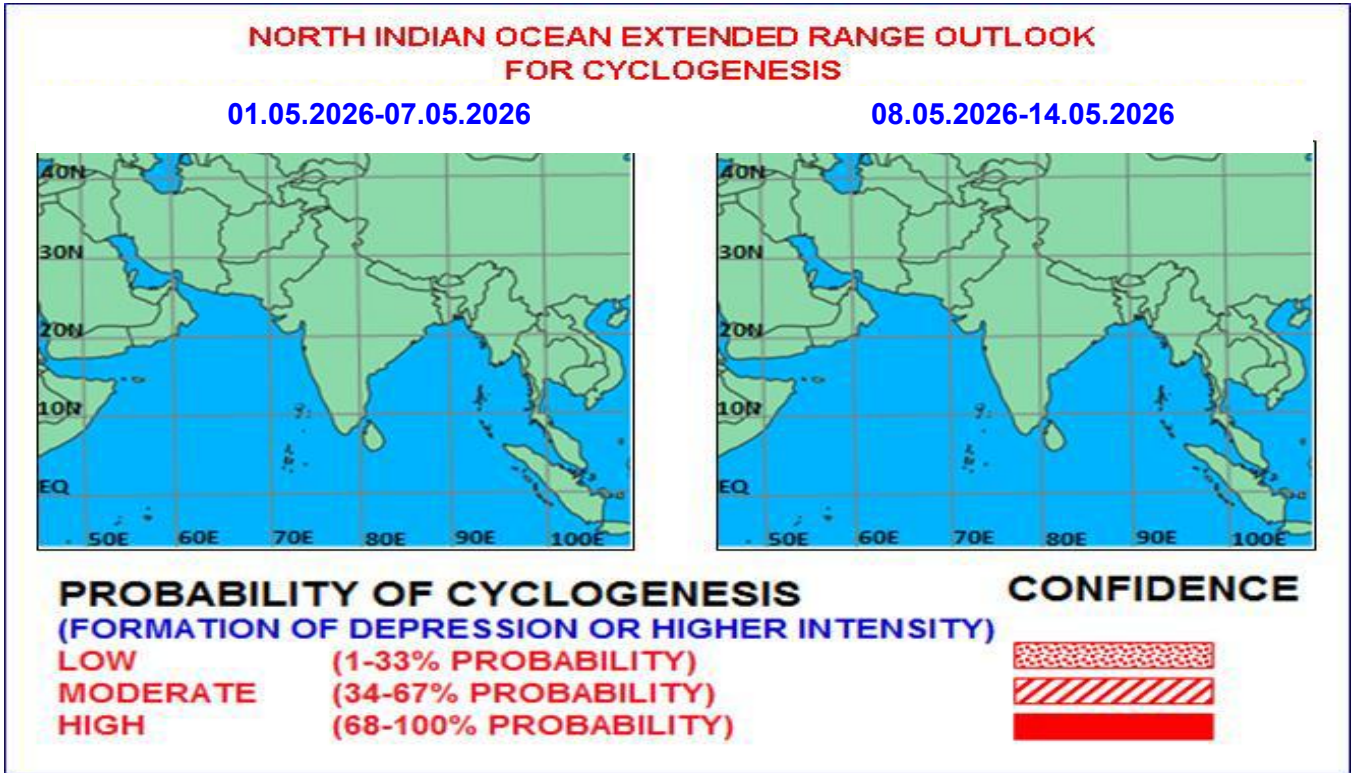 NORTH INDIAN OCEAN EXTENDED RANGE OUTLOOK
FOR CYCLOGENESIS
01.05.2026-07.05.2026
08.05.2026-14.05.2026
40N
30N
20N
10N
EQ
50E 60E 70E 80E 90E 100E
40N
30N
20N
10N
EQ
50E 60E 70E 80E 90E 100E
PROBABILITY OF CYCLOGENESIS
CONFIDENCE
(FORMATION OF DEPRESSION OR HIGHER INTENSITY)
LOW (1-33% PROBABILITY)
MODERATE (34-67% PROBABILITY)
HIGH (68-100% PROBABILITY)